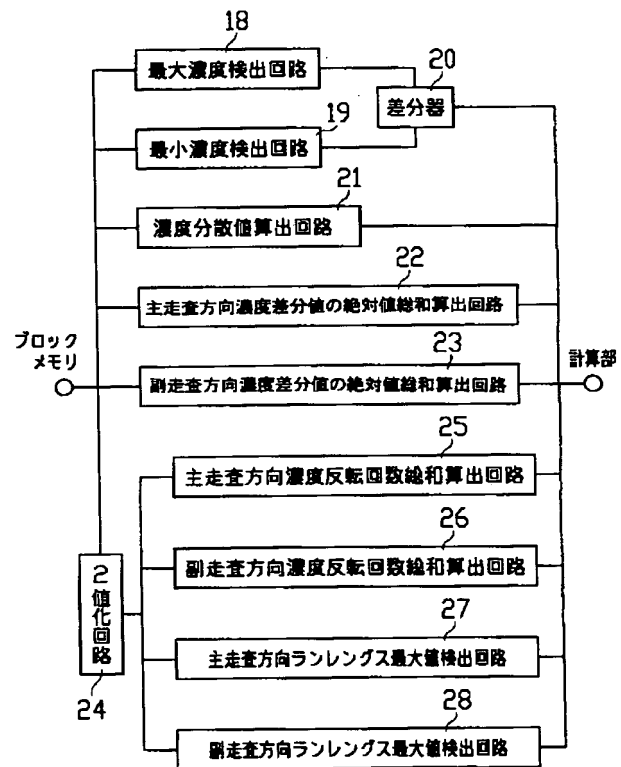 18
最大濃度検出回路
20
差分器
19
最小濃度検出回路
21
濃度分散値算出回路
22
主走査方向濃度差分値の絶対値総和算出回路
ブロック
メモリ
23
副走査方向濃度差分値の絶対値総和算出回路
計算部
25
主走査方向濃度反転回数総和算出回路
26
副走査方向濃度反転回数総和算出回路
2値化回路
24
27
主走査方向ランレングス最大値検出回路
28
副走査方向ランレングス最大値検出回路